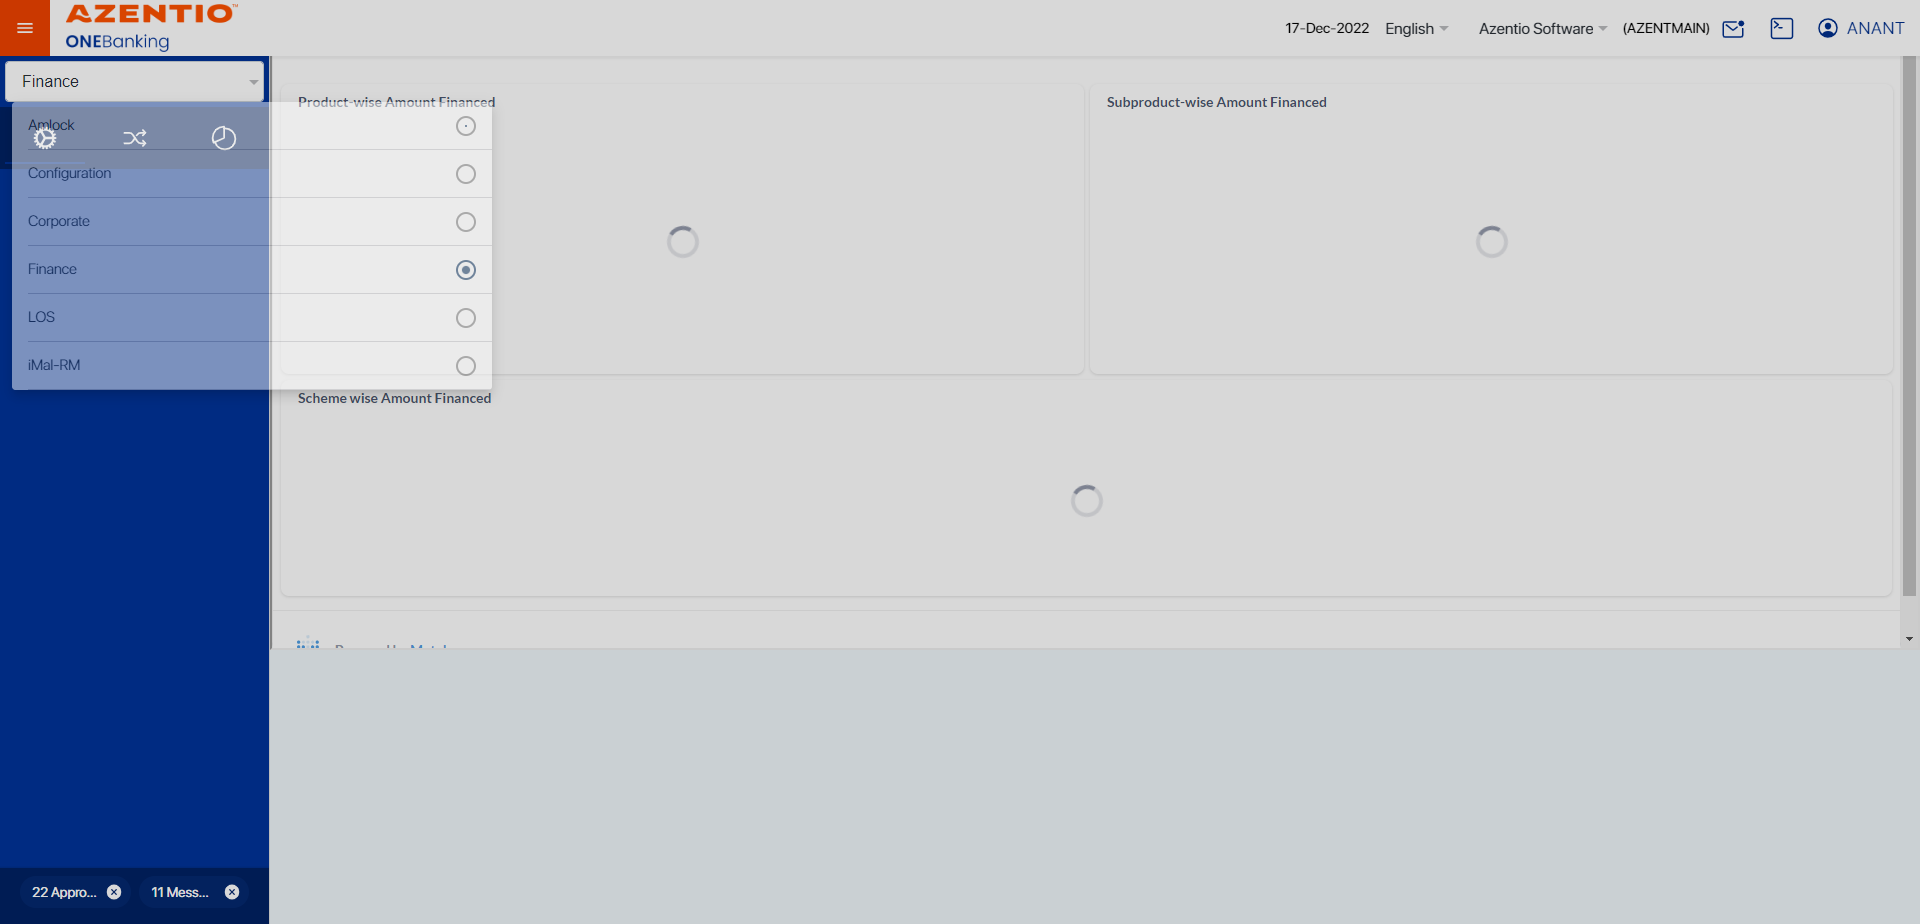 AZENTIO™
ONEBanking
17-Dec-2022 English Azentio Software (AZENTMAIN) ANANT
Finance
Product-wise Amount Financed
Subproduct-wise Amount Financed
Amlock
Configuration
Corporate
Finance
LOS
iMal-RM
Scheme wise Amount Financed
22 Appro...
11 Mess...